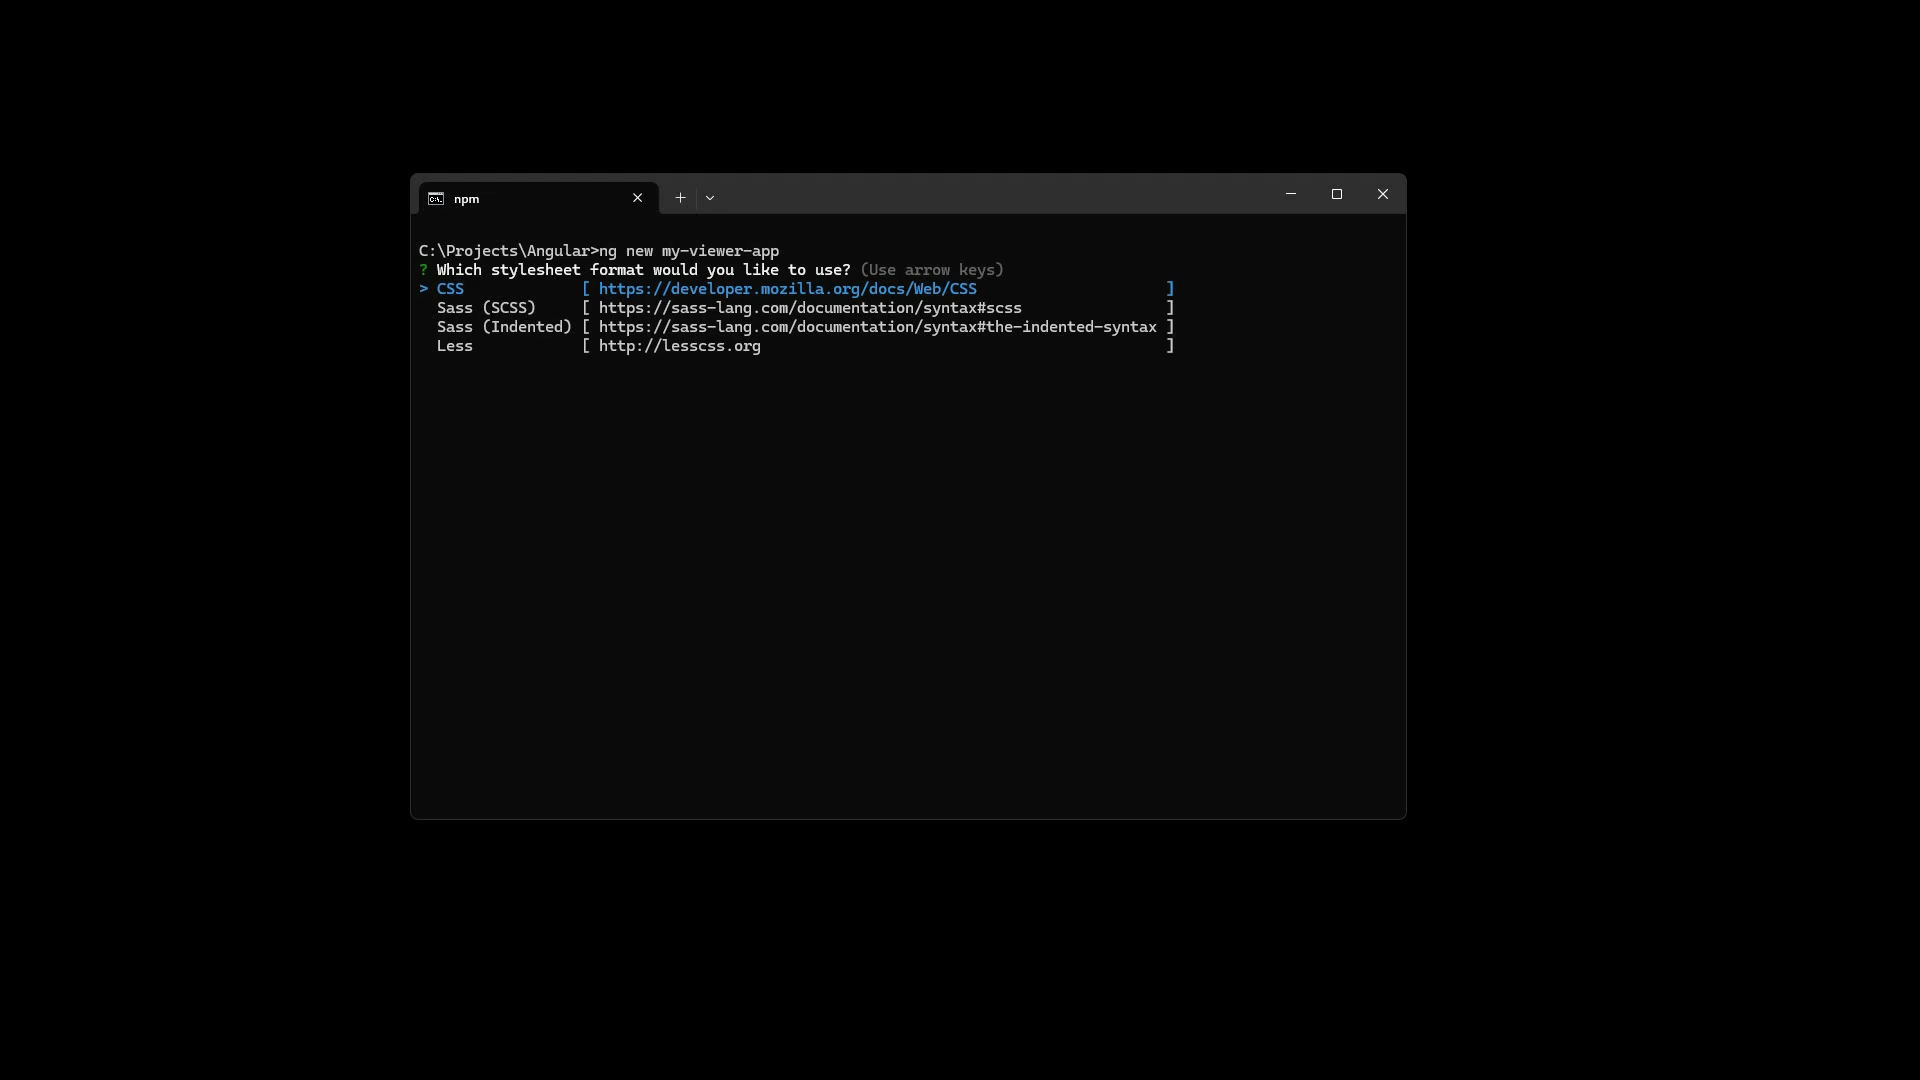 npm
C:\Projects\Angular>ng new my-viewer-app
? Which stylesheet format would you like to use? (Use arrow keys)
> CSS             [ https://developer.mozilla.org/docs/Web/CSS                     ]
  Sass (SCSS)     [ https://sass-lang.com/documentation/syntax#scss                ]
  Sass (Indented) [ https://sass-lang.com/documentation/syntax#the-indented-syntax ]
  Less            [ http://lesscss.org                                             ]